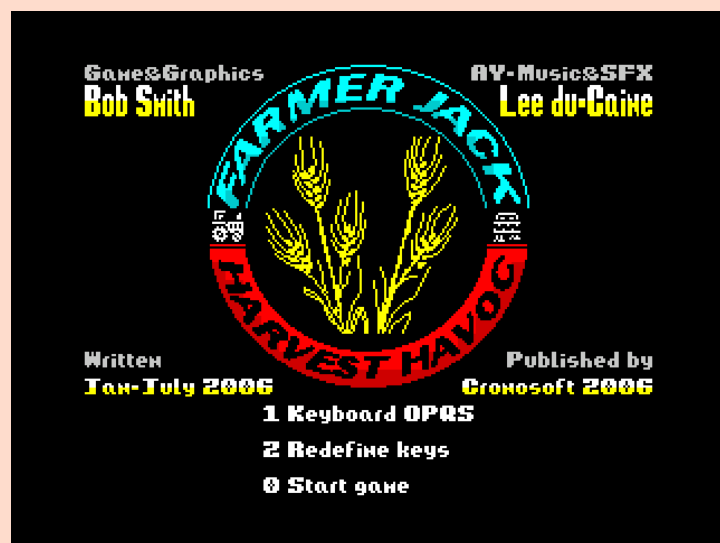 Game&Graphics
Bob Smith
AY-Music&SFX
Lee du-Caine
FARMER JACK
HARVEST HAVOC
Written
Jan-July 2006
Published by
Cronosoft 2006
1 Keyboard OPQS
2 Redefine keys
0 Start game